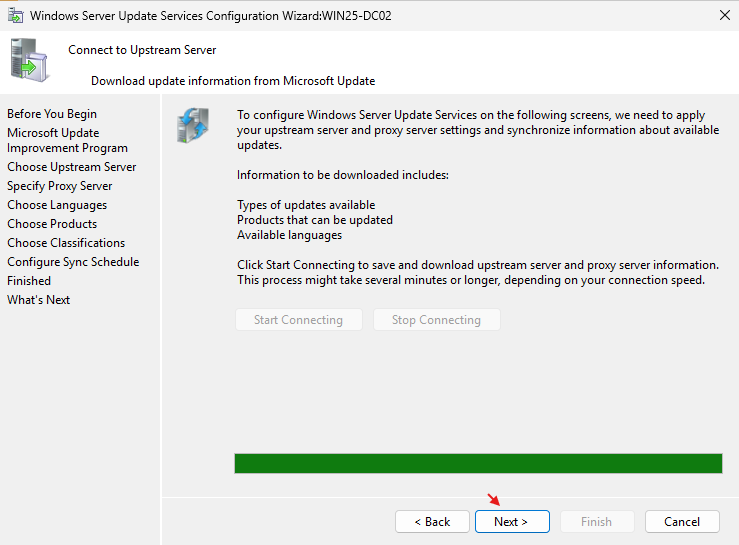 Windows Server Update Services Configuration Wizard:WIN25-DC02
Connect to Upstream Server
Download update information from Microsoft Update
Before You Begin
Microsoft Update
Improvement Program
Choose Upstream Server
Specify Proxy Server
Choose Languages
Choose Products
Choose Classifications
Configure Sync Schedule
Finished
What's Next
To configure Windows Server Update Services on the following screens, we need to apply
your upstream server and proxy server settings and synchronize information about available
updates.
Information to be downloaded includes:
Types of updates available
Products that can be updated
Available languages
Click Start Connecting to save and download upstream server and proxy server information.
This process might take several minutes or longer, depending on your connection speed.
Start Connecting
Stop Connecting
< Back
Next >
Finish
Cancel